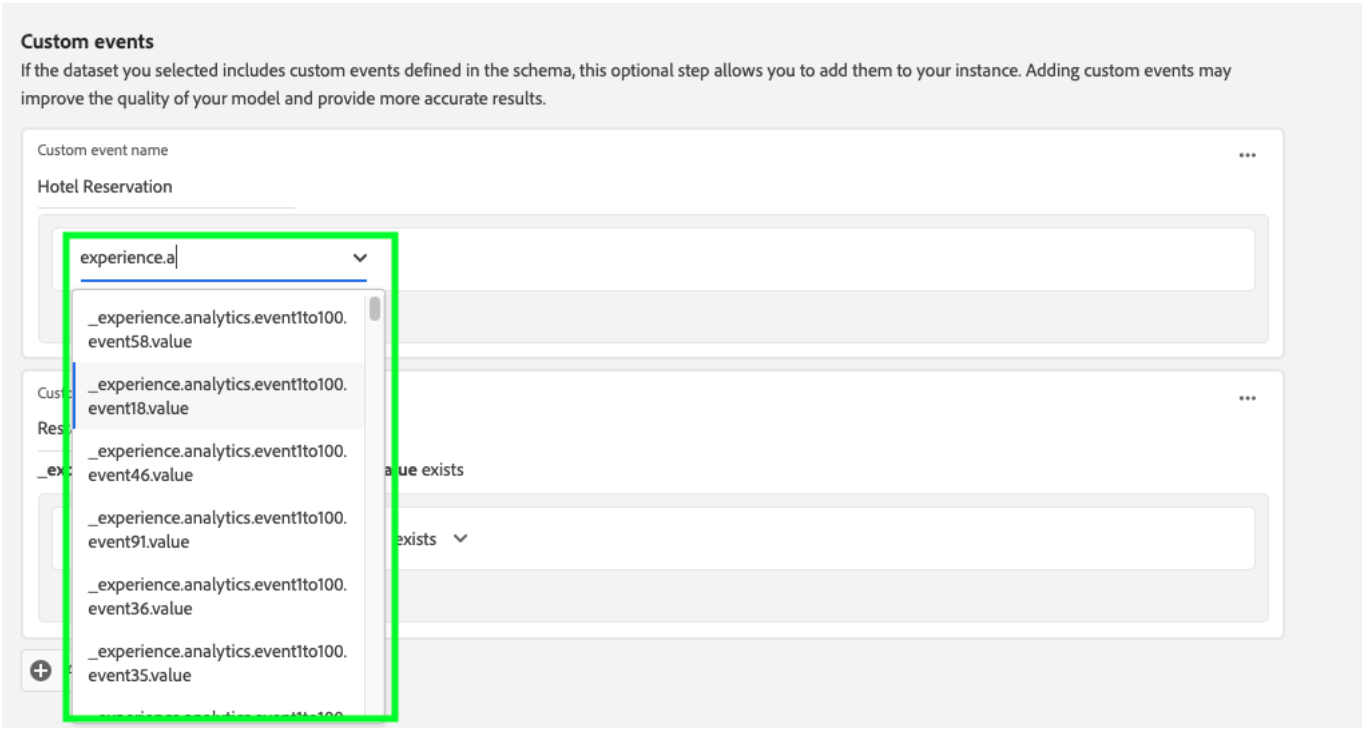 Custom events
If the dataset you selected includes custom events defined in the schema, this optional step allows you to add them to your instance. Adding custom events may
improve the quality of your model and provide more accurate results.
Custom event name
Hotel Reservation
experience.a
_experience.analytics.event1to100.
event58.value
_experience.analytics.event1to100.
event18.value
_experience.analytics.event1to100.
event46.value
_experience.analytics.event1to100.
event91.value
_experience.analytics.event1to100.
event36.value
_experience.analytics.event1to100.
event35.value
exists
exists